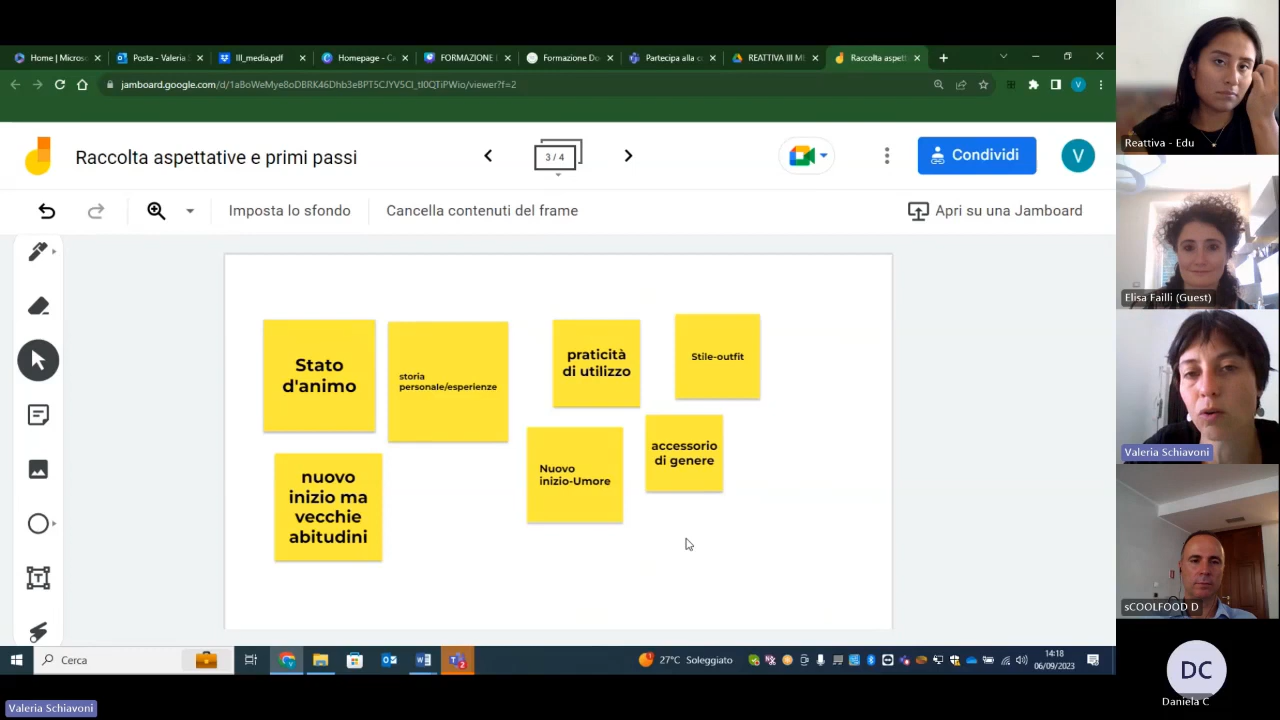 Home | Micros
Posta - Valeria
III_media.pdf
Homepage - Ca
FORMAZIONE
Formazione Do
Partecipa alla c
REATTIVA III M
Raccolta aspett
jamboard.google.com/d/
/viewer?f=2
V
Raccolta aspettative e primi passi
3 / 4
Condividi
V
Imposta lo sfondo
Cancella contenuti del frame
Apri su una Jamboard
Stato
d'animo
storia
personale/esperienze
praticità
di utilizzo
Stile-outfit
nuovo
inizio ma
vecchie
abitudini
Nuovo
inizio-Umore
accessorio
di genere
Cerca
27°C Soleggiato
14:18
06/09/2023
Reattiva - Edu
Elisa Failli (Guest)
Valeria Schiavoni
sCOOLFOOD D
DC
Daniela C
Valeria Schiavoni